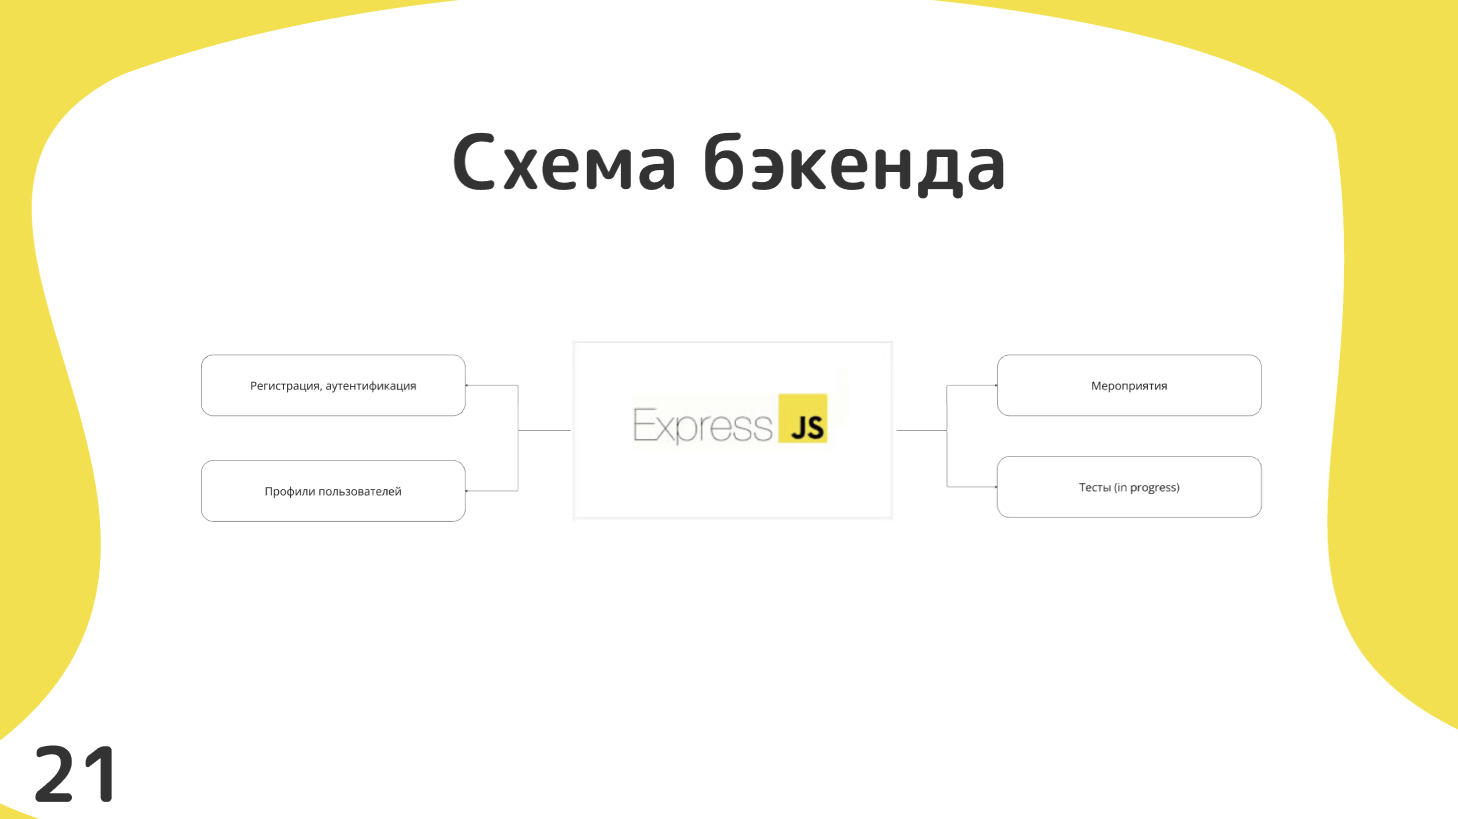 Схема бэкенда
Регистрация, аутентификация
Профили пользователей
Express JS
Мероприятия
Тесты (in progress)
21